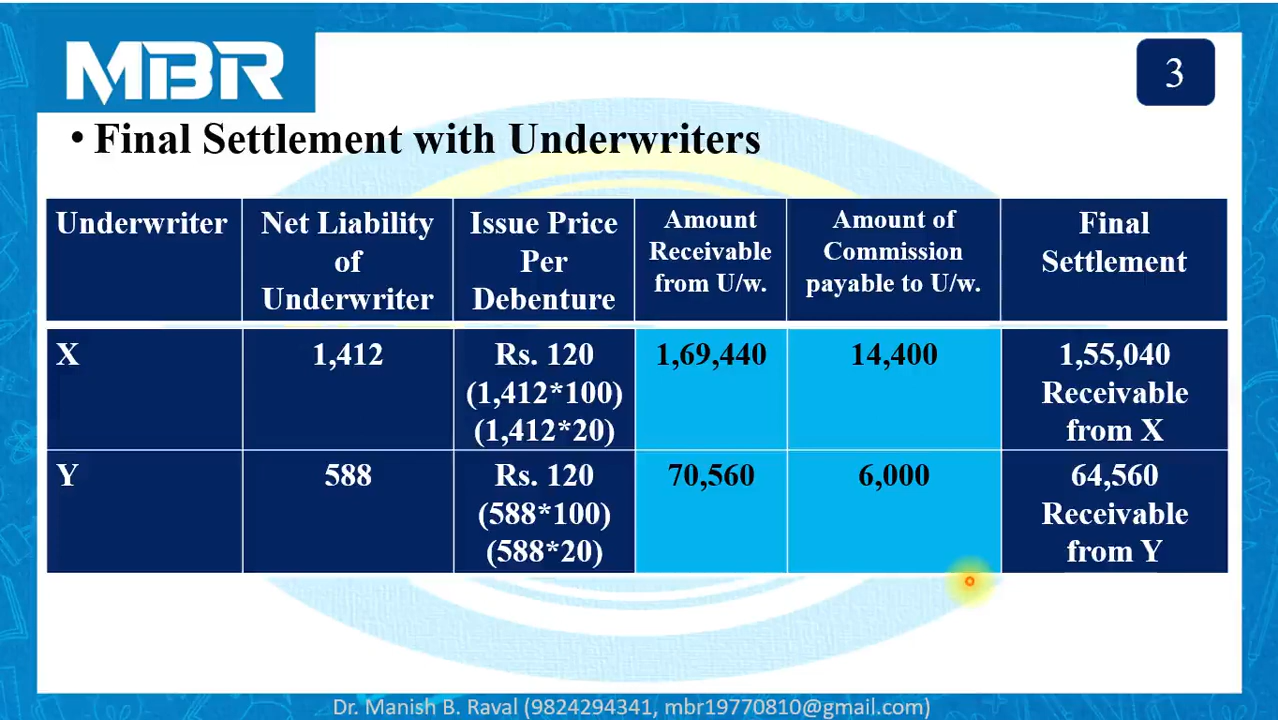 MBR
3
• Final Settlement with Underwriters
Underwriter
Net Liability
of
Underwriter
Issue Price
Per
Debenture
Amount
Receivable
from U/w.
Amount of
Commission
payable to U/w.
Final
Settlement
X
1,412
Rs. 120
(1,412*100)
(1,412*20)
1,69,440
14,400
1,55,040
Receivable
from X
Y
588
Rs. 120
(588*100)
(588*20)
70,560
6,000
64,560
Receivable
from Y
Dr. Manish B. Raval (9824294341, mbr19770810@gmail.com)